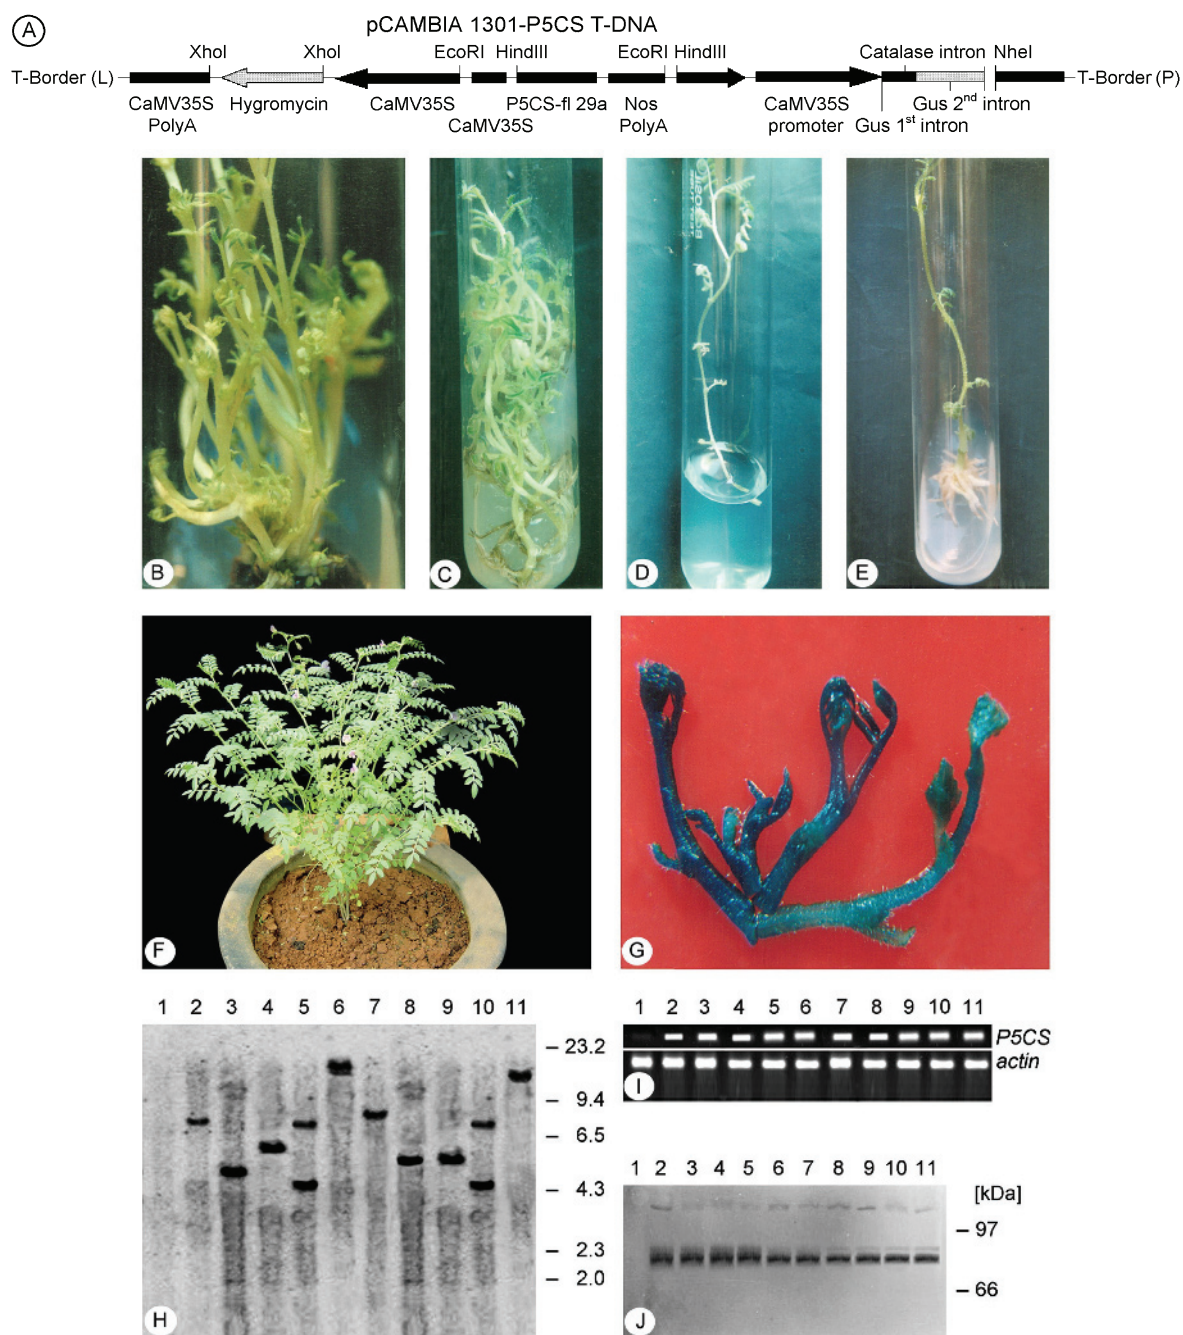 A
pCAMBIA 1301-P5CS T-DNA
XhoI XhoI EcoRI HindIII EcoRI HindIII Catalase intron NheI
T-Border (L) T-Border (P)
CaMV35S Hygromycin CaMV35S P5CS-fl 29a Nos CaMV35S Gus 2nd intron
PolyA CaMV35S PolyA promoter Gus 1st intron
B C D E
F G
1 2 3 4 5 6 7 8 9 10 11
23.2
9.4
6.5
4.3
2.3
2.0
H
1 2 3 4 5 6 7 8 9 10 11
P5CS
actin
I
1 2 3 4 5 6 7 8 9 10 11
[kDa]
97
66
J